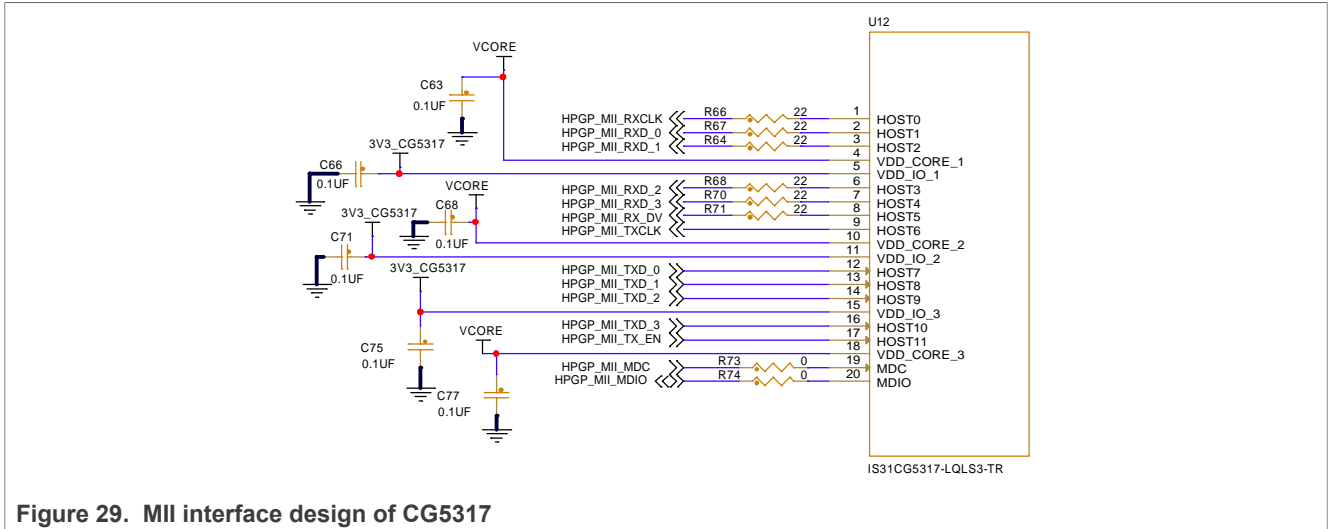 U12
VCORE
C63
0.1UF
HPGP_MII_RXCLK R66 22 1 HOST0
HPGP_MII_RXD_0 R67 22 2 HOST1
HPGP_MII_RXD_1 R64 22 3 HOST2
4 VDD_CORE_1
3V3_CG5317
5 VDD_IO_1
C66
0.1UF
HPGP_MII_RXD_2 R68 22 6 HOST3
VCORE
HPGP_MII_RXD_3 R70 22 7 HOST4
C68
0.1UF
HPGP_MII_RX_DV R71 22 8 HOST5
HPGP_MII_TXCLK 9 HOST6
3V3_CG5317
10 VDD_CORE_2
C71
0.1UF
11 VDD_IO_2
HPGP_MII_TXD_0 12 HOST7
3V3_CG5317
HPGP_MII_TXD_1 13 HOST8
HPGP_MII_TXD_2 14 HOST9
15 VDD_IO_3
HPGP_MII_TXD_3 16 HOST10
VCORE
HPGP_MII_TX_EN 17 HOST11
C75
0.1UF
18 VDD_CORE_3
HPGP_MII_MDC R73 0 19 MDC
HPGP_MII_MDIO R74 0 20 MDIO
C77
0.1UF
IS31CG5317-LQLS3-TR
Figure 29. MII interface design of CG5317